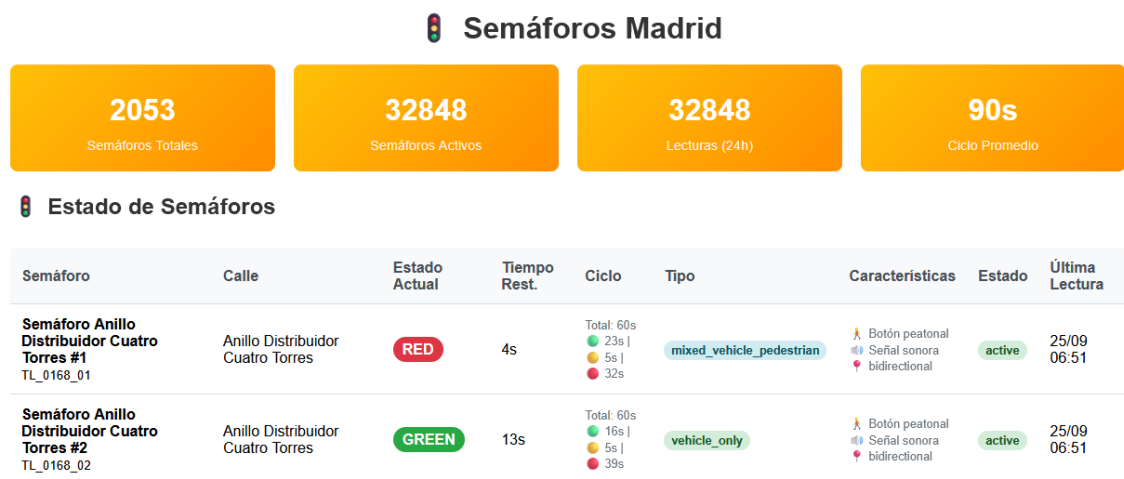 Semáforos Madrid
2053
Semáforos Totales
32848
Semáforos Activos
32848
Lecturas (24h)
90s
Ciclo Promedio
Estado de Semáforos
Semáforo
Calle
Estado
Actual
Tiempo
Rest.
Ciclo
Tipo
Características
Estado
Última
Lectura
Semáforo Anillo
Distribuidor Cuatro
Torres #1
TL_0168_01
Anillo Distribuidor
Cuatro Torres
RED
4s
Total: 60s
23s |
5s |
32s
mixed_vehicle_pedestrian
Botón peatonal
Señal sonora
bidirectional
active
25/09
06:51
Semáforo Anillo
Distribuidor Cuatro
Torres #2
TL_0168_02
Anillo Distribuidor
Cuatro Torres
GREEN
13s
Total: 60s
16s |
5s |
39s
vehicle_only
Botón peatonal
Señal sonora
bidirectional
active
25/09
06:51